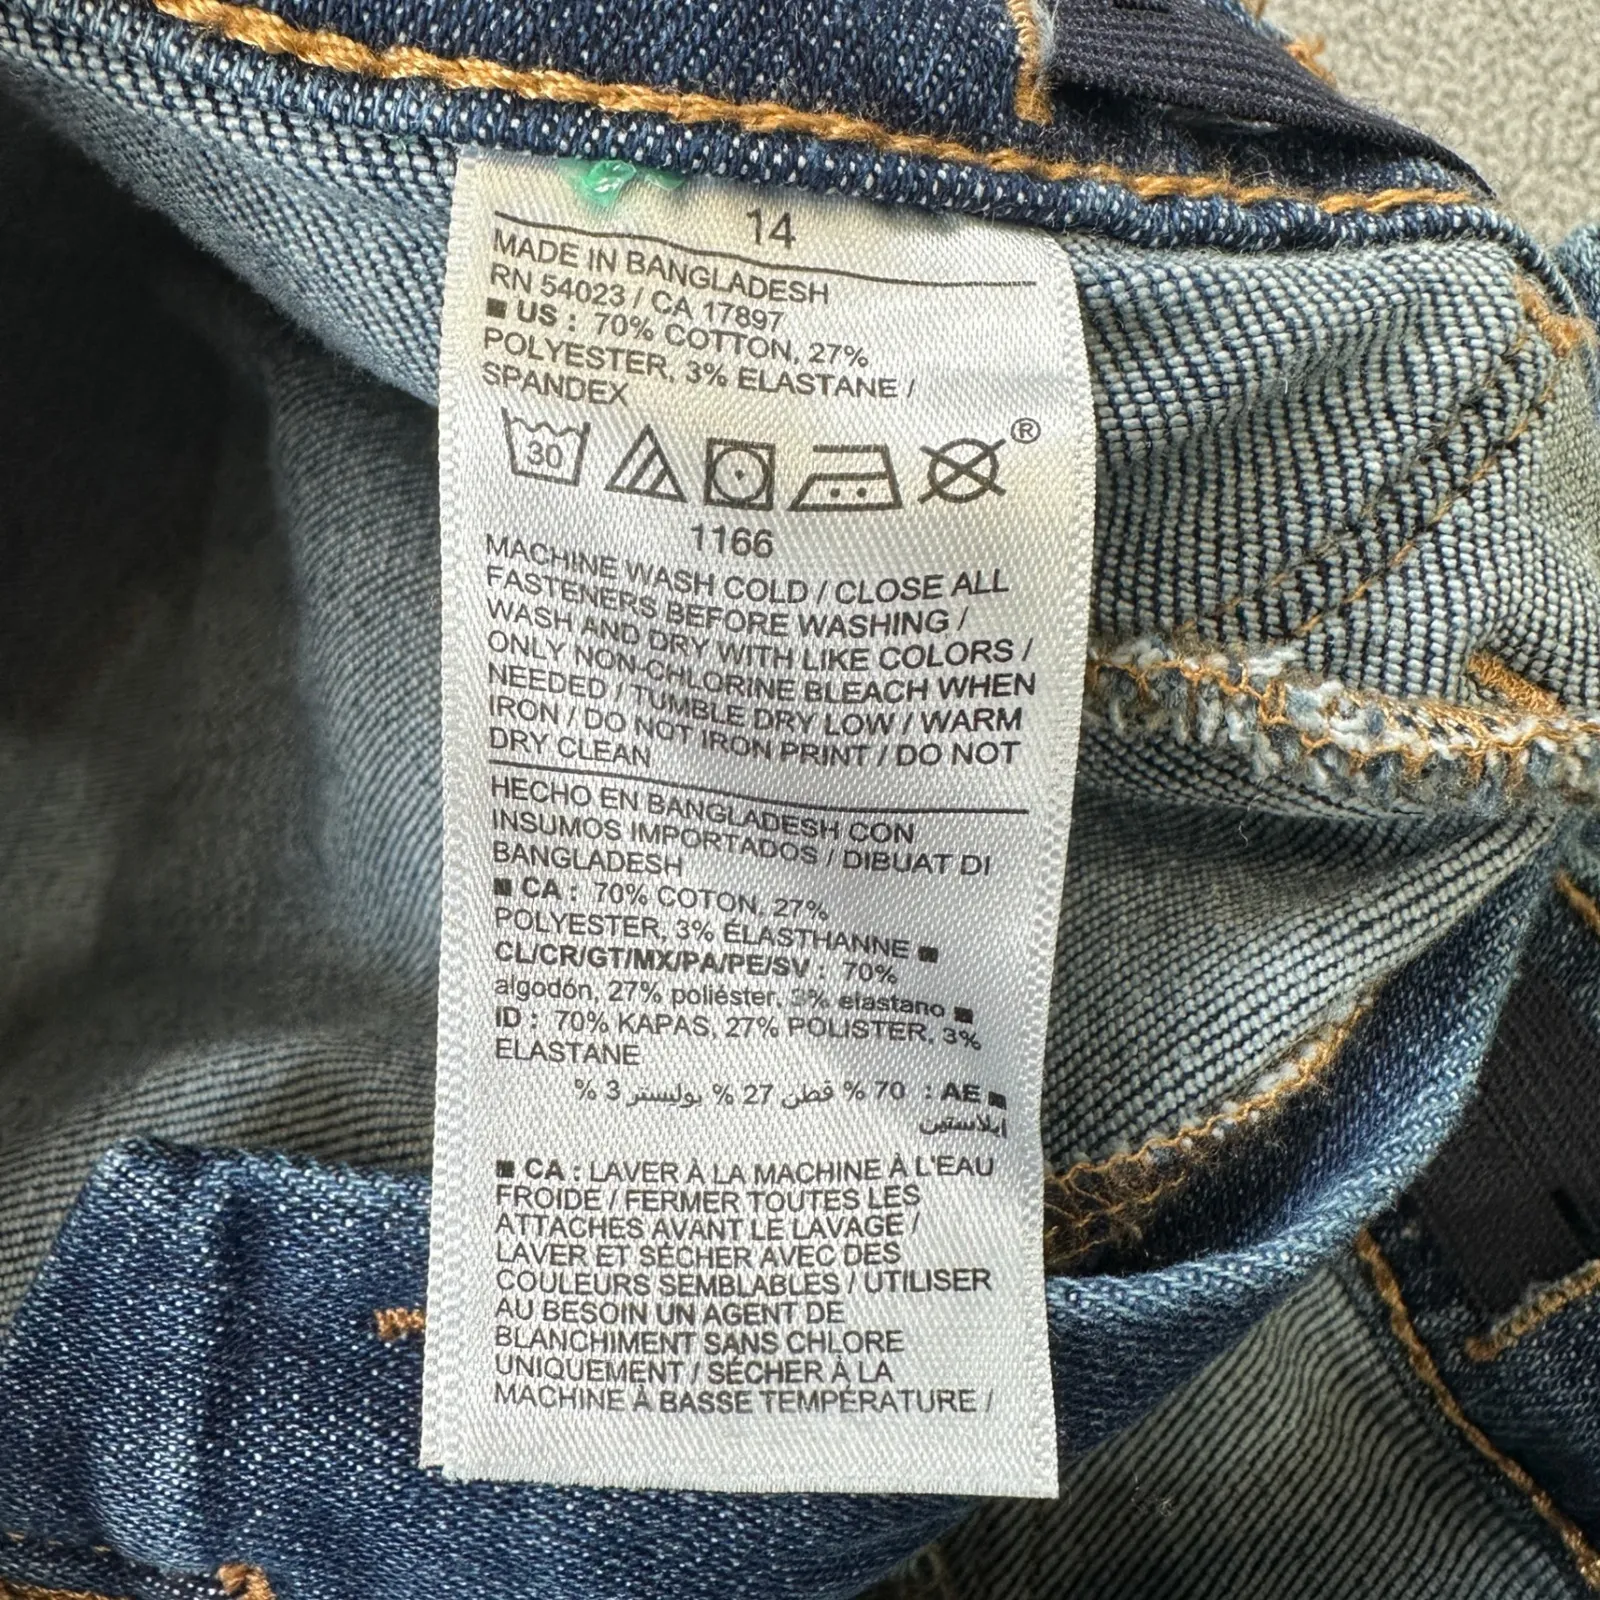 14
MADE IN BANGLADESH
RN 54023 / CA 17897
■ US : 70% COTTON, 27%
POLYESTER, 3% ELASTANE /
SPANDEX
30
®
1166
MACHINE WASH COLD / CLOSE ALL
FASTENERS BEFORE WASHING /
WASH AND DRY WITH LIKE COLORS /
ONLY NON-CHLORINE BLEACH WHEN
NEEDED / TUMBLE DRY LOW / WARM
IRON / DO NOT IRON PRINT / DO NOT
DRY CLEAN
HECHO EN BANGLADESH CON
INSUMOS IMPORTADOS / DIBUAT DI
BANGLADESH
■ CA : 70% COTON, 27%
POLYESTER, 3% ÉLASTHANNE ■
CL/CR/GT/MX/PA/PE/SV : 70%
algodón, 27% poliéster, 3% elastano ■
ID : 70% KAPAS, 27% POLISTER, 3%
ELASTANE
■ AE : 70 % قطن 27 % بوليستر 3 %
ايلاستين
■ CA : LAVER À LA MACHINE À L'EAU
FROIDE / FERMER TOUTES LES
ATTACHES AVANT LE LAVAGE /
LAVER ET SÉCHER AVEC DES
COULEURS SEMBLABLES / UTILISER
AU BESOIN UN AGENT DE
BLANCHIMENT SANS CHLORE
UNIQUEMENT / SÉCHER À LA
MACHINE À BASSE TEMPÉRATURE /